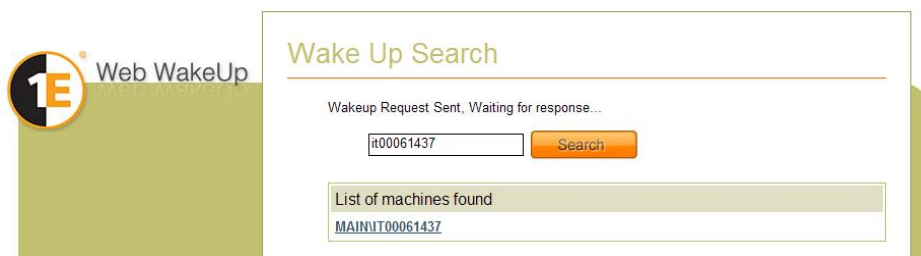 1E® Web WakeUp
Wake Up Search
Wakeup Request Sent, Waiting for response...
it00061437 Search
List of machines found
MAIN\IT00061437